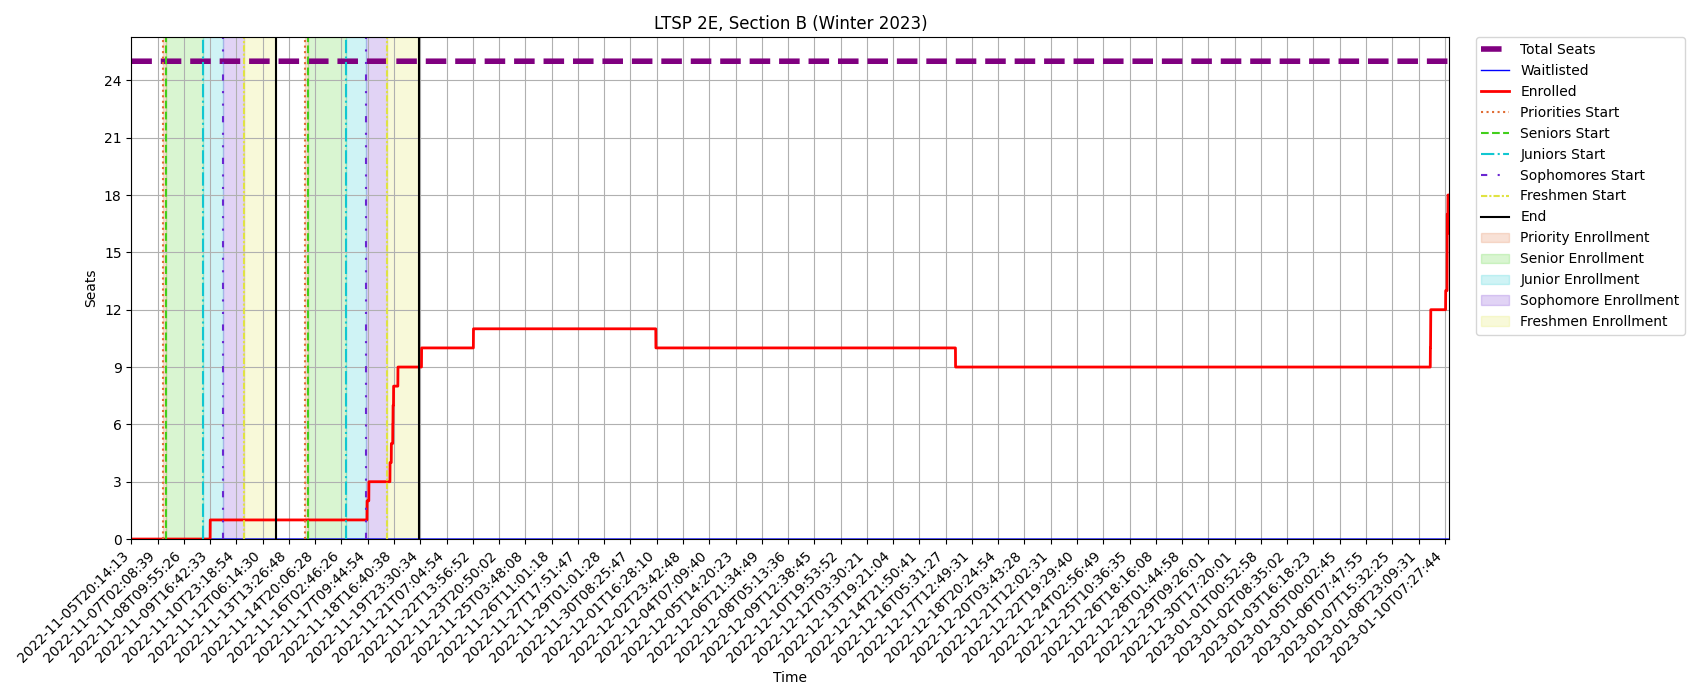 LTSP 2E, Section B (Winter 2023)
Seats
24
21
18
15
12
9
6
3
0
2022-11-05T20:14:13
2022-11-07T02:08:39
2022-11-08T09:55:26
2022-11-09T16:42:33
2022-11-10T23:18:54
2022-11-12T06:14:30
2022-11-13T13:26:48
2022-11-14T20:06:28
2022-11-16T02:46:26
2022-11-17T09:44:54
2022-11-18T16:40:38
2022-11-19T23:30:34
2022-11-21T07:04:54
2022-11-22T13:56:52
2022-11-23T20:50:02
2022-11-25T03:48:08
2022-11-26T11:01:18
2022-11-27T17:51:47
2022-11-29T01:01:28
2022-11-30T08:25:47
2022-12-01T16:28:10
2022-12-02T23:42:48
2022-12-04T07:09:40
2022-12-05T14:20:23
2022-12-06T21:34:49
2022-12-08T05:13:36
2022-12-09T12:38:45
2022-12-10T19:53:52
2022-12-12T03:30:21
2022-12-13T19:21:04
2022-12-14T21:50:41
2022-12-16T05:31:27
2022-12-17T12:49:31
2022-12-18T20:24:54
2022-12-20T03:43:28
2022-12-21T12:02:31
2022-12-22T19:29:40
2022-12-24T02:56:49
2022-12-25T10:36:35
2022-12-26T18:16:08
2022-12-28T01:44:58
2022-12-29T09:26:01
2022-12-30T17:20:01
2023-01-01T00:52:58
2023-01-02T08:35:02
2023-01-03T16:18:23
2023-01-05T00:02:45
2023-01-06T07:47:55
2023-01-07T15:32:25
2023-01-08T23:09:31
2023-01-10T07:27:44
Time
Total Seats
Waitlisted
Enrolled
Priorities Start
Seniors Start
Juniors Start
Sophomores Start
Freshmen Start
End
Priority Enrollment
Senior Enrollment
Junior Enrollment
Sophomore Enrollment
Freshmen Enrollment